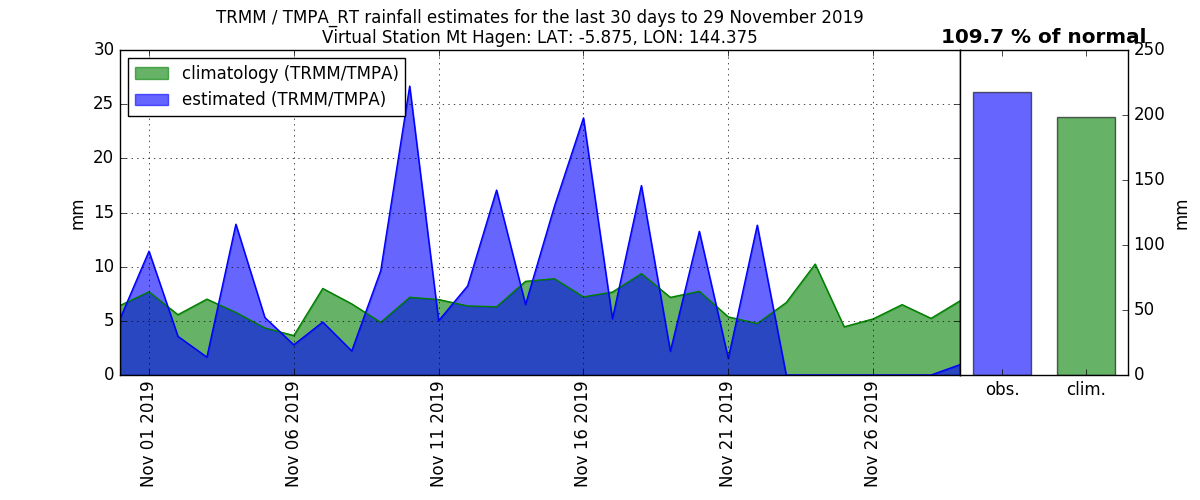 TRMM / TMPA_RT rainfall estimates for the last 30 days to 29 November 2019
Virtual Station Mt Hagen: LAT: -5.875, LON: 144.375
109.7 % of normal
climatology (TRMM/TMPA)
estimated (TRMM/TMPA)
mm
30
25
20
15
10
5
0
Nov 01 2019
Nov 06 2019
Nov 11 2019
Nov 16 2019
Nov 21 2019
Nov 26 2019
obs.
clim.
250
200
150
100
50
0
mm